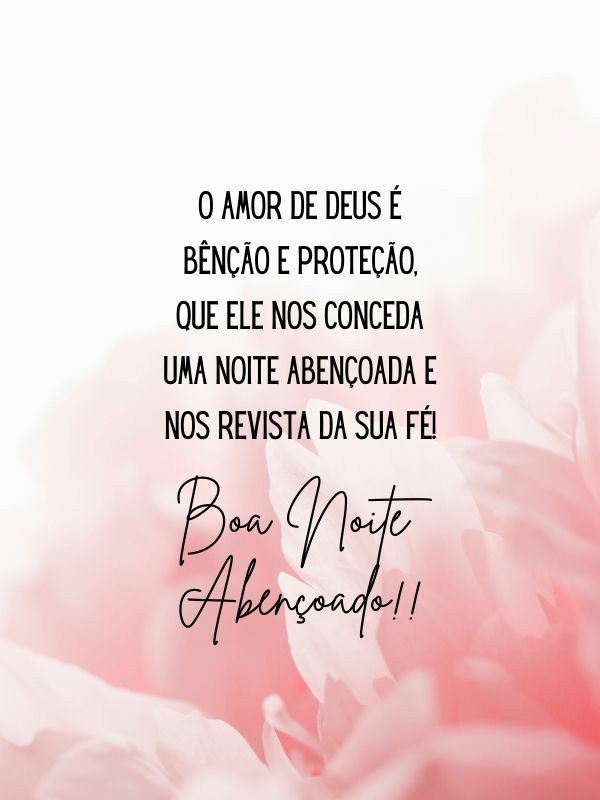 O AMOR DE DEUS É
BÊNÇÃO E PROTEÇÃO,
QUE ELE NOS CONCEDA
UMA NOITE ABENÇOADA E
NOS REVISTA DA SUA FÉ!
Boa Noite
Abençoado!!